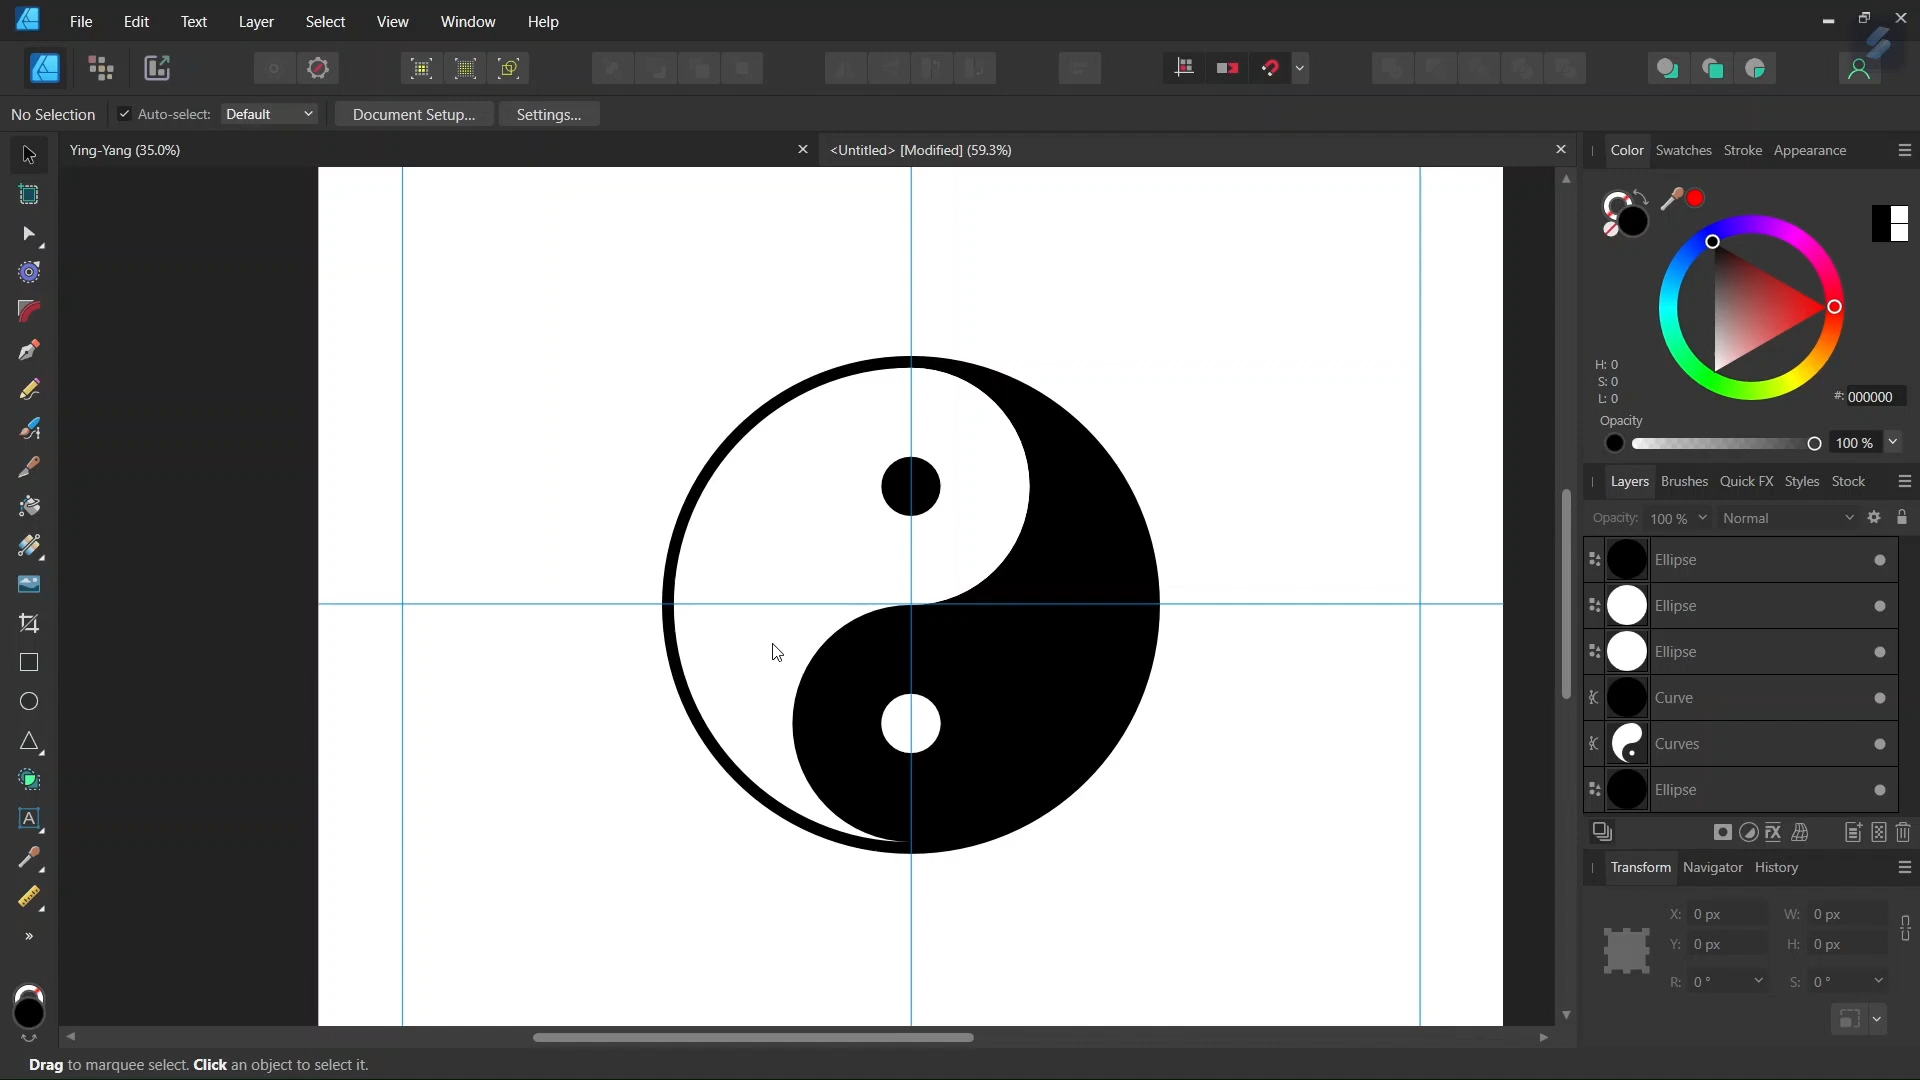 File Edit Text Layer Select View Window Help
No Selection Auto-select: Default Document Setup... Settings...
Ying-Yang (35.0%) <Untitled> [Modified] (59.3%)
Color Swatches Stroke Appearance
H: 0
S: 0
L: 0
#: 000000
Opacity
100 %
Layers Brushes Quick FX Styles Stock
Opacity: 100 % Normal
Ellipse
Ellipse
Ellipse
Curve
Curves
Ellipse
FX
Transform Navigator History
X: 0 px W: 0 px
Y: 0 px H: 0 px
R: 0 ° S: 0 °
A
Drag to marquee select. Click an object to select it.